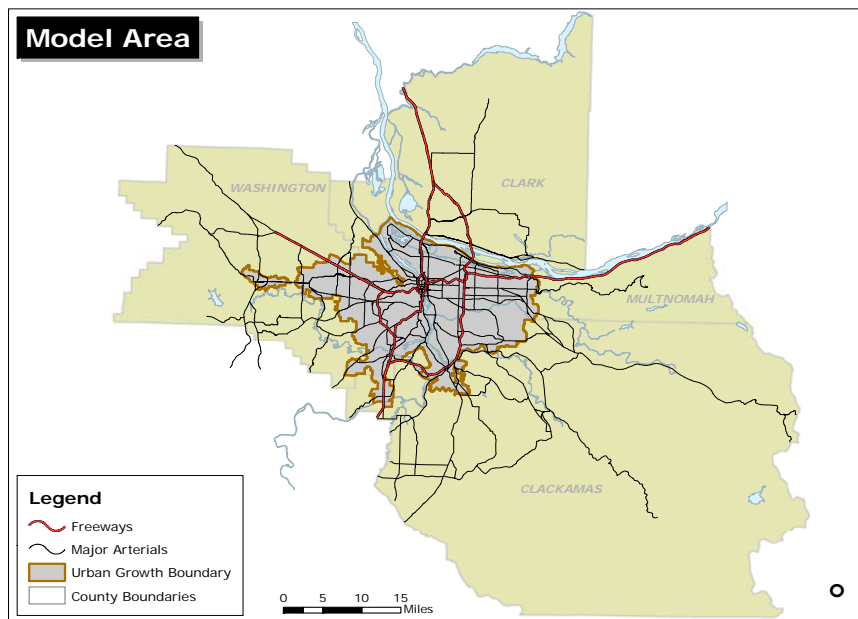 Model Area
WASHINGTON
CLARK
MULTNOMAH
CLACKAMAS
Legend
Freeways
Major Arterials
Urban Growth Boundary
County Boundaries
0 5 10 15
Miles
O